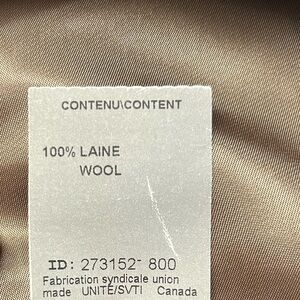 CONTENU\CONTENT
100% LAINE
WOOL
ID: 273152- 800
Fabrication syndicale union
made UNITE/SVTI Canada